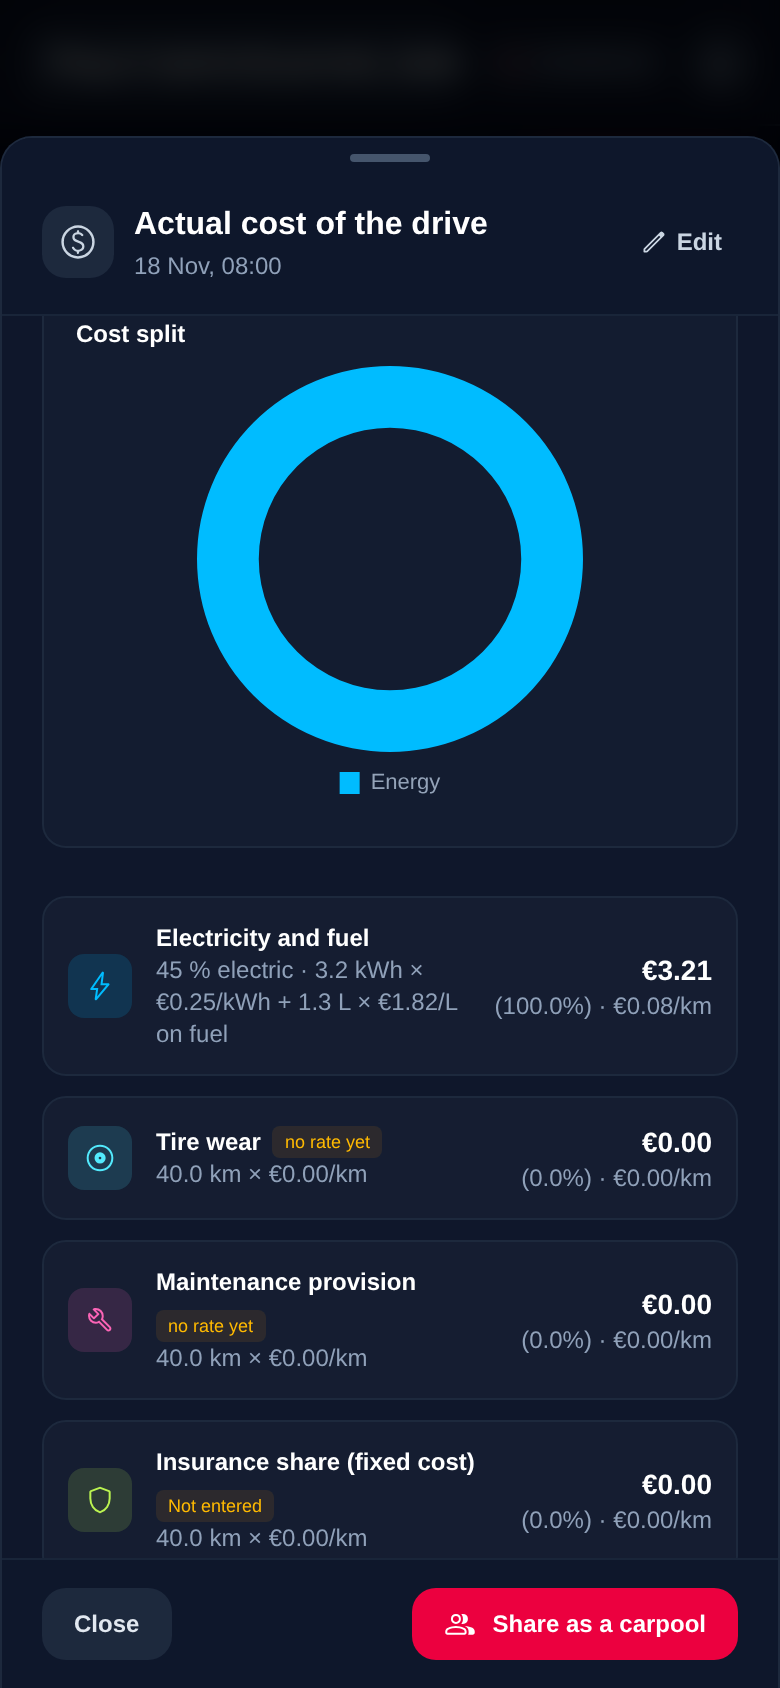 Actual cost of the drive
18 Nov, 08:00
Edit
Cost split
Energy
Electricity and fuel
45 % electric · 3.2 kWh ×
€0.25/kWh + 1.3 L × €1.82/L
on fuel
€3.21
(100.0%) · €0.08/km
Tire wear no rate yet
40.0 km × €0.00/km
€0.00
(0.0%) · €0.00/km
Maintenance provision
no rate yet
40.0 km × €0.00/km
€0.00
(0.0%) · €0.00/km
Insurance share (fixed cost)
Not entered
40.0 km × €0.00/km
€0.00
(0.0%) · €0.00/km
Close
Share as a carpool